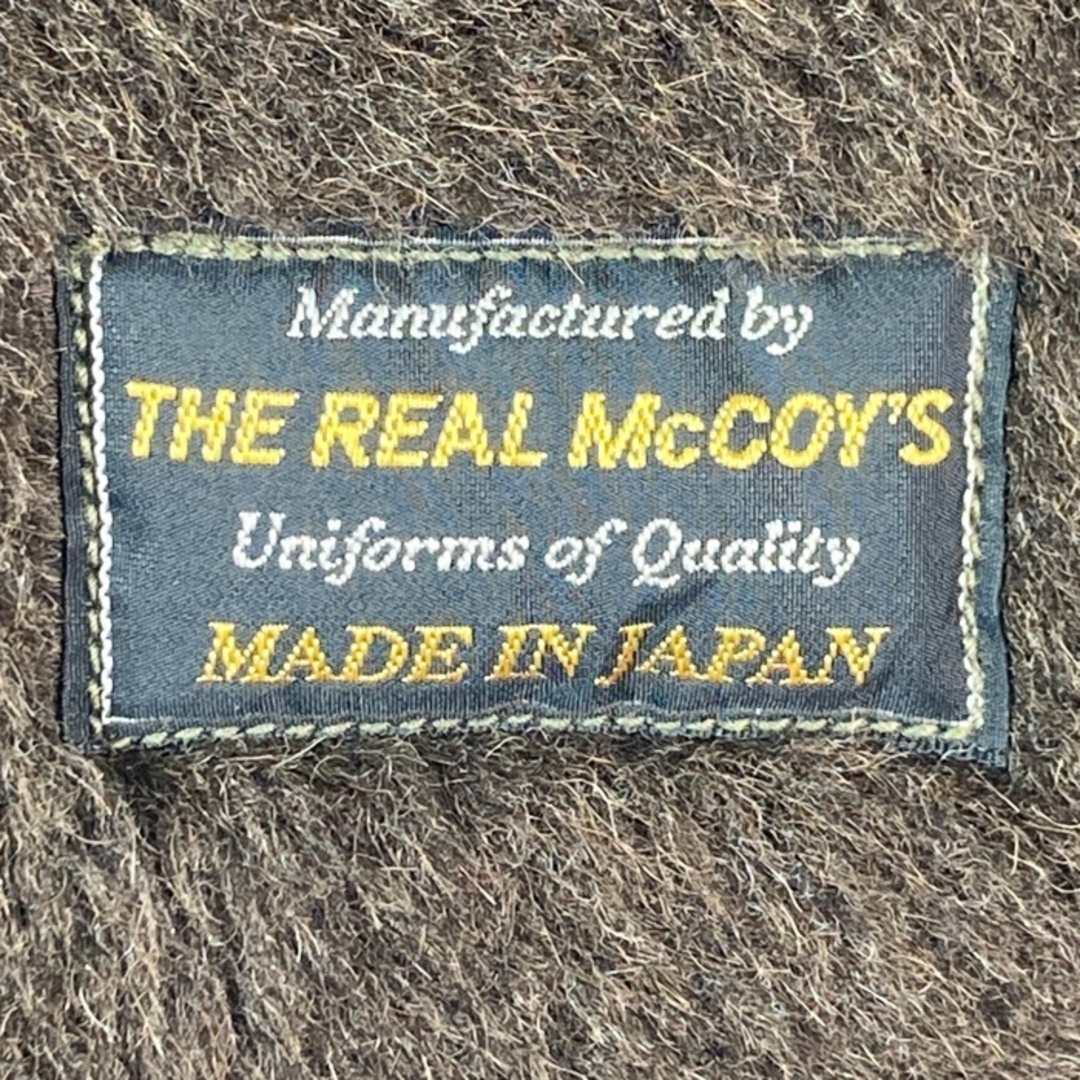 Manufactured by
THE REAL McCOY'S
Uniforms of Quality
MADE IN JAPAN